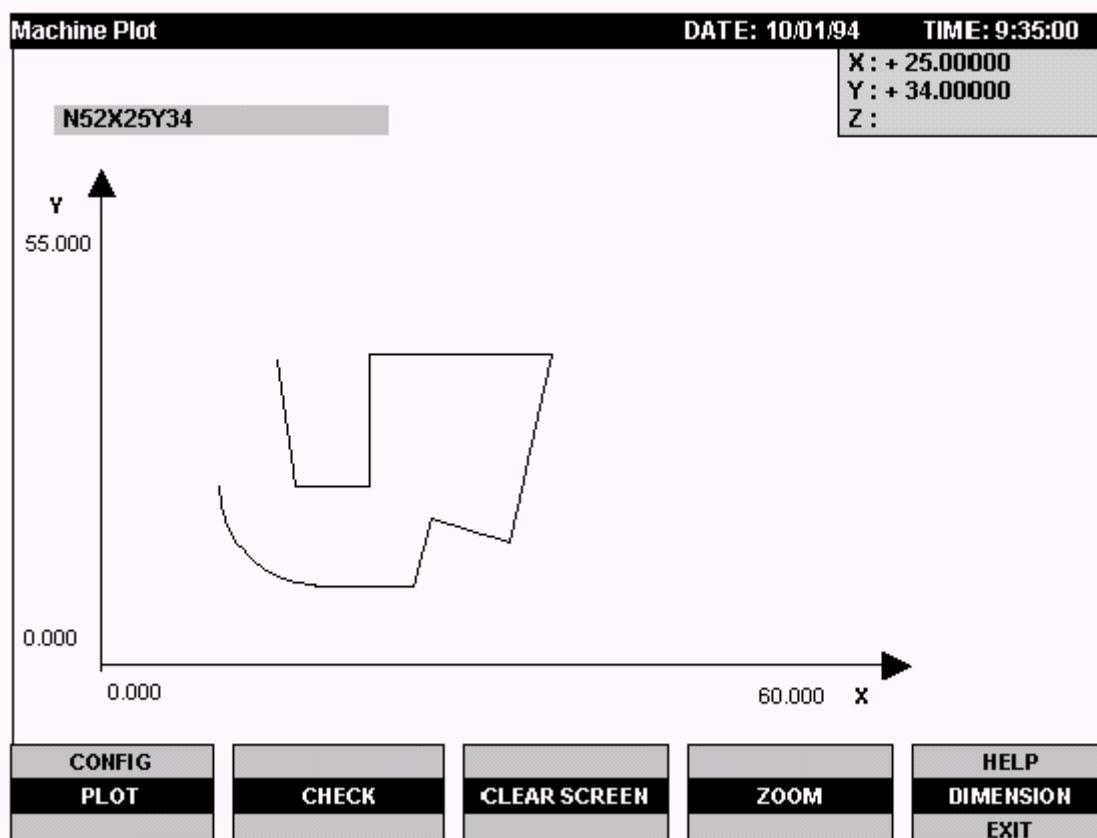 Machine Plot DATE: 10/01/94 TIME: 9:35:00
X : + 25.00000
Y : + 34.00000
Z :
N52X25Y34
Y
55.000
0.000
0.000 60.000 X
CONFIG HELP
PLOT CHECK CLEAR SCREEN ZOOM DIMENSION
EXIT